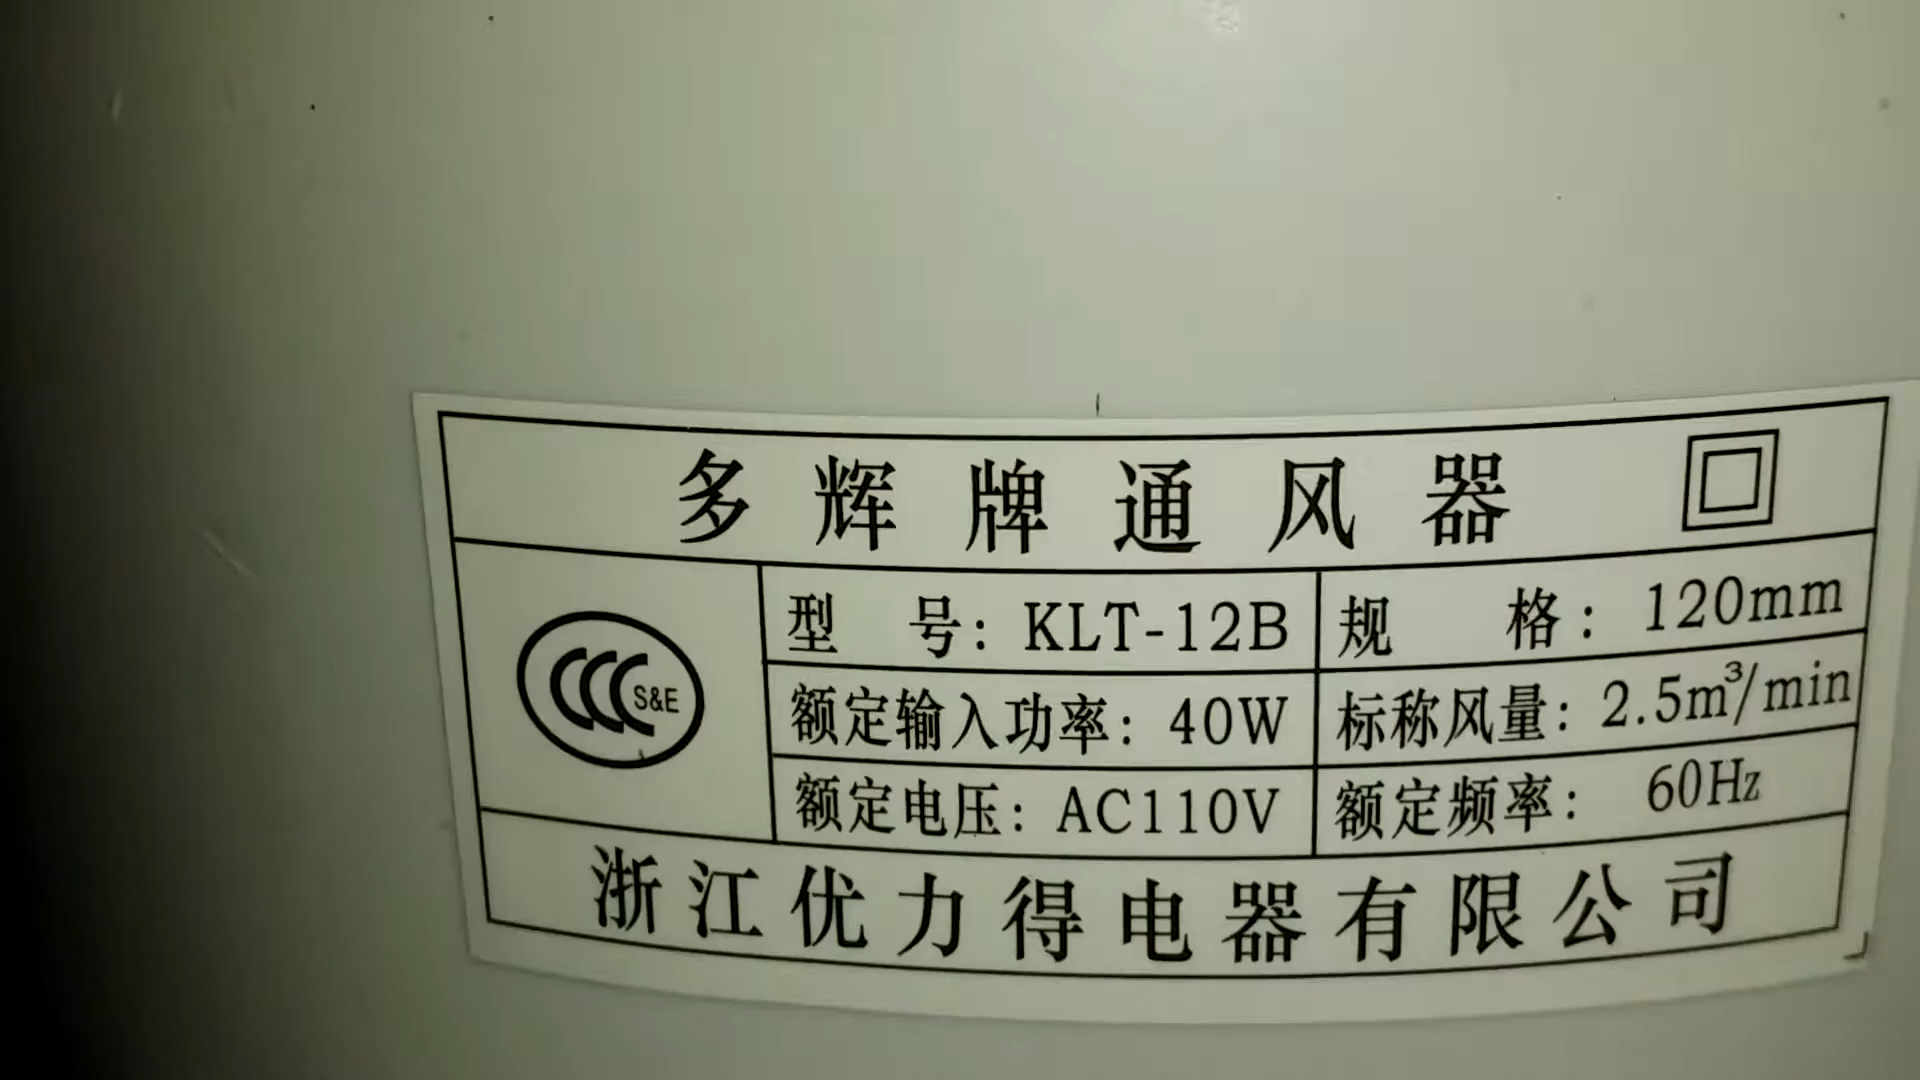 多辉牌通风器
型 号: KLT-12B 规 格: 120mm
S&E
额定输入功率: 40W 标称风量: 2.5m³/min
额定电压: AC110V 额定频率: 60Hz
浙江优力得电器有限公司